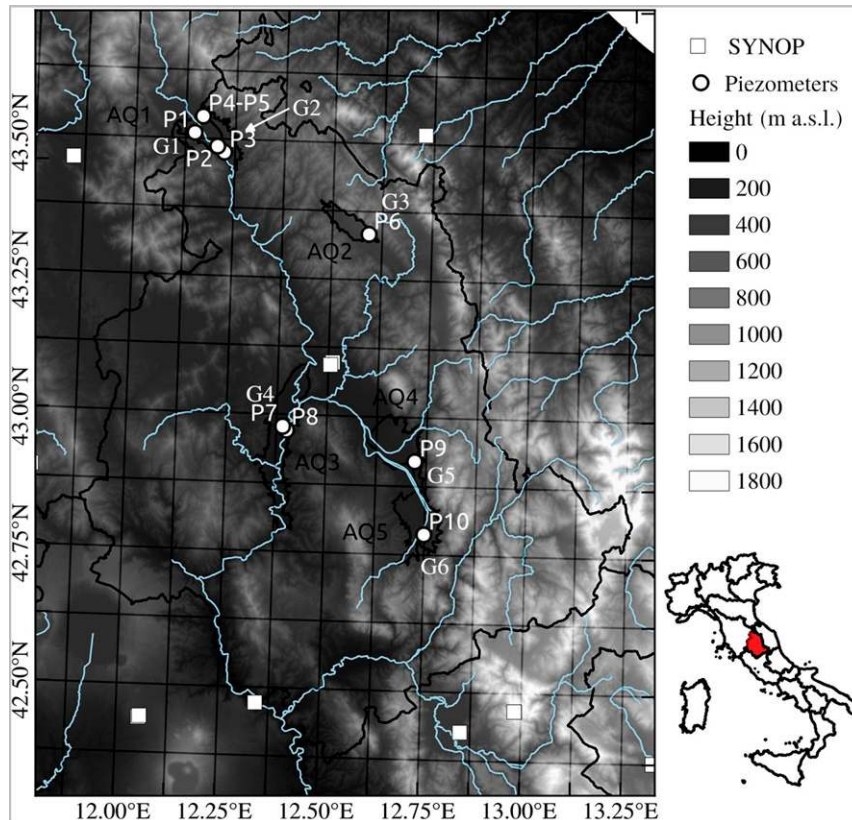 SYNOP
Piezometers
Height (m a.s.l.)
0
200
400
600
800
1000
1200
1400
1600
1800
43.50°N
43.25°N
43.00°N
42.75°N
42.50°N
AQ1
P4-P5
G2
P1
P3
G1
P2
G3
P6
AQ2
G4
AQ4
P7
P8
P9
AQ3
G5
AQ5
P10
G6
12.00°E
12.25°E
12.50°E
12.75°E
13.00°E
13.25°E